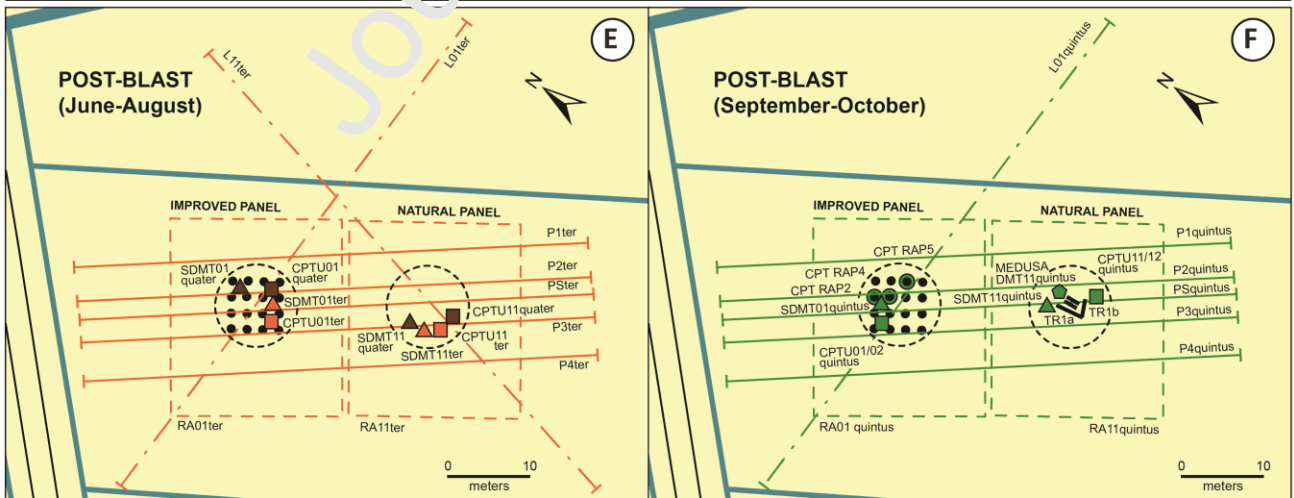 Jou
E
L11ter
L01ter
N
POST-BLAST
(June-August)
IMPROVED PANEL
NATURAL PANEL
P1ter
SDMT01
quater
CPTU01
quater
P2ter
PSter
SDMT01ter
CPTU11quater
P3ter
CPTU01ter
SDMT11
quater
CPTU11
ter
SDMT11ter
P4ter
RA01ter
RA11ter
0 10
meters
F
L01quintus
N
POST-BLAST
(September-October)
IMPROVED PANEL
NATURAL PANEL
P1quintus
CPT RAP5
CPT RAP4
CPT RAP2
MEDUSA
DMT11quintus
CPTU11/12
quintus
P2quintus
PSquintus
SDMT11quintus
SDMT01quintus
TR1a
TR1b
P3quintus
CPTU01/02
quintus
P4quintus
RA01 quintus
RA11quintus
0 10
meters